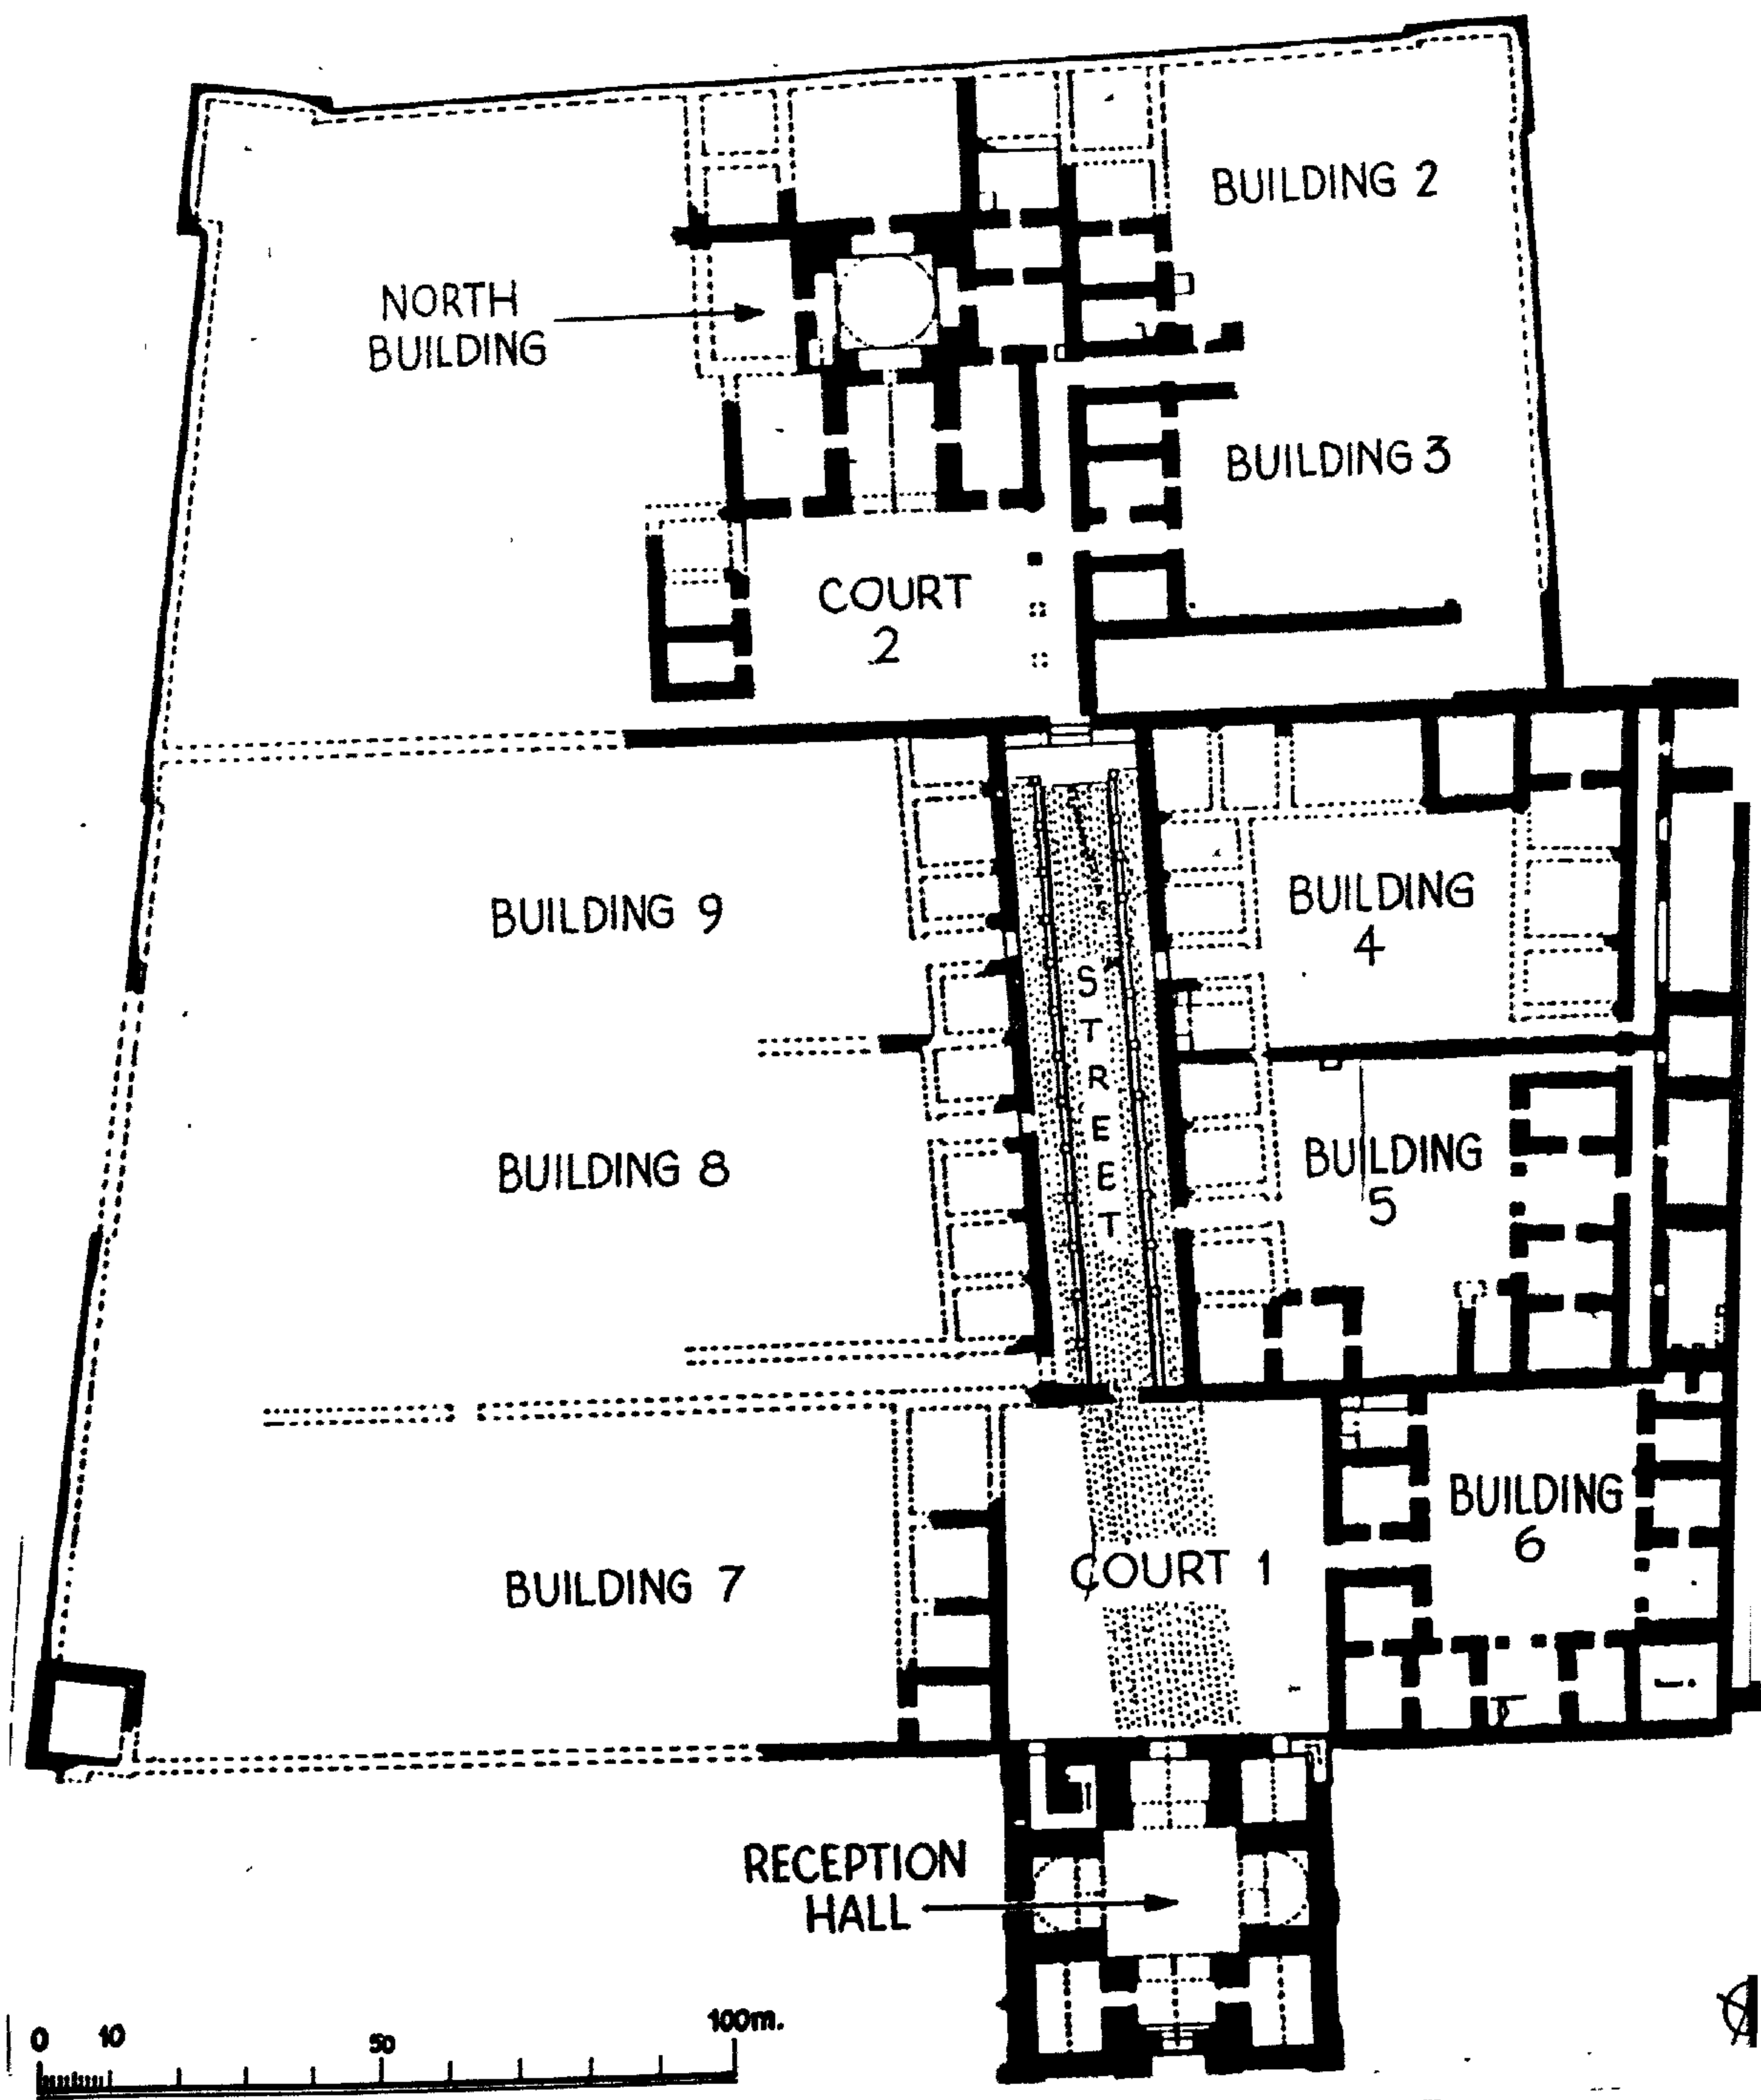 BUILDING 2
NORTH
BUILDING
BUILDING 3
COURT
2
BUILDING 9
BUILDING
4
STREET
BUILDING 8
BUILDING
5
BUILDING 7
COURT 1
BUILDING
6
RECEPTION
HALL
0 10 50 100m.